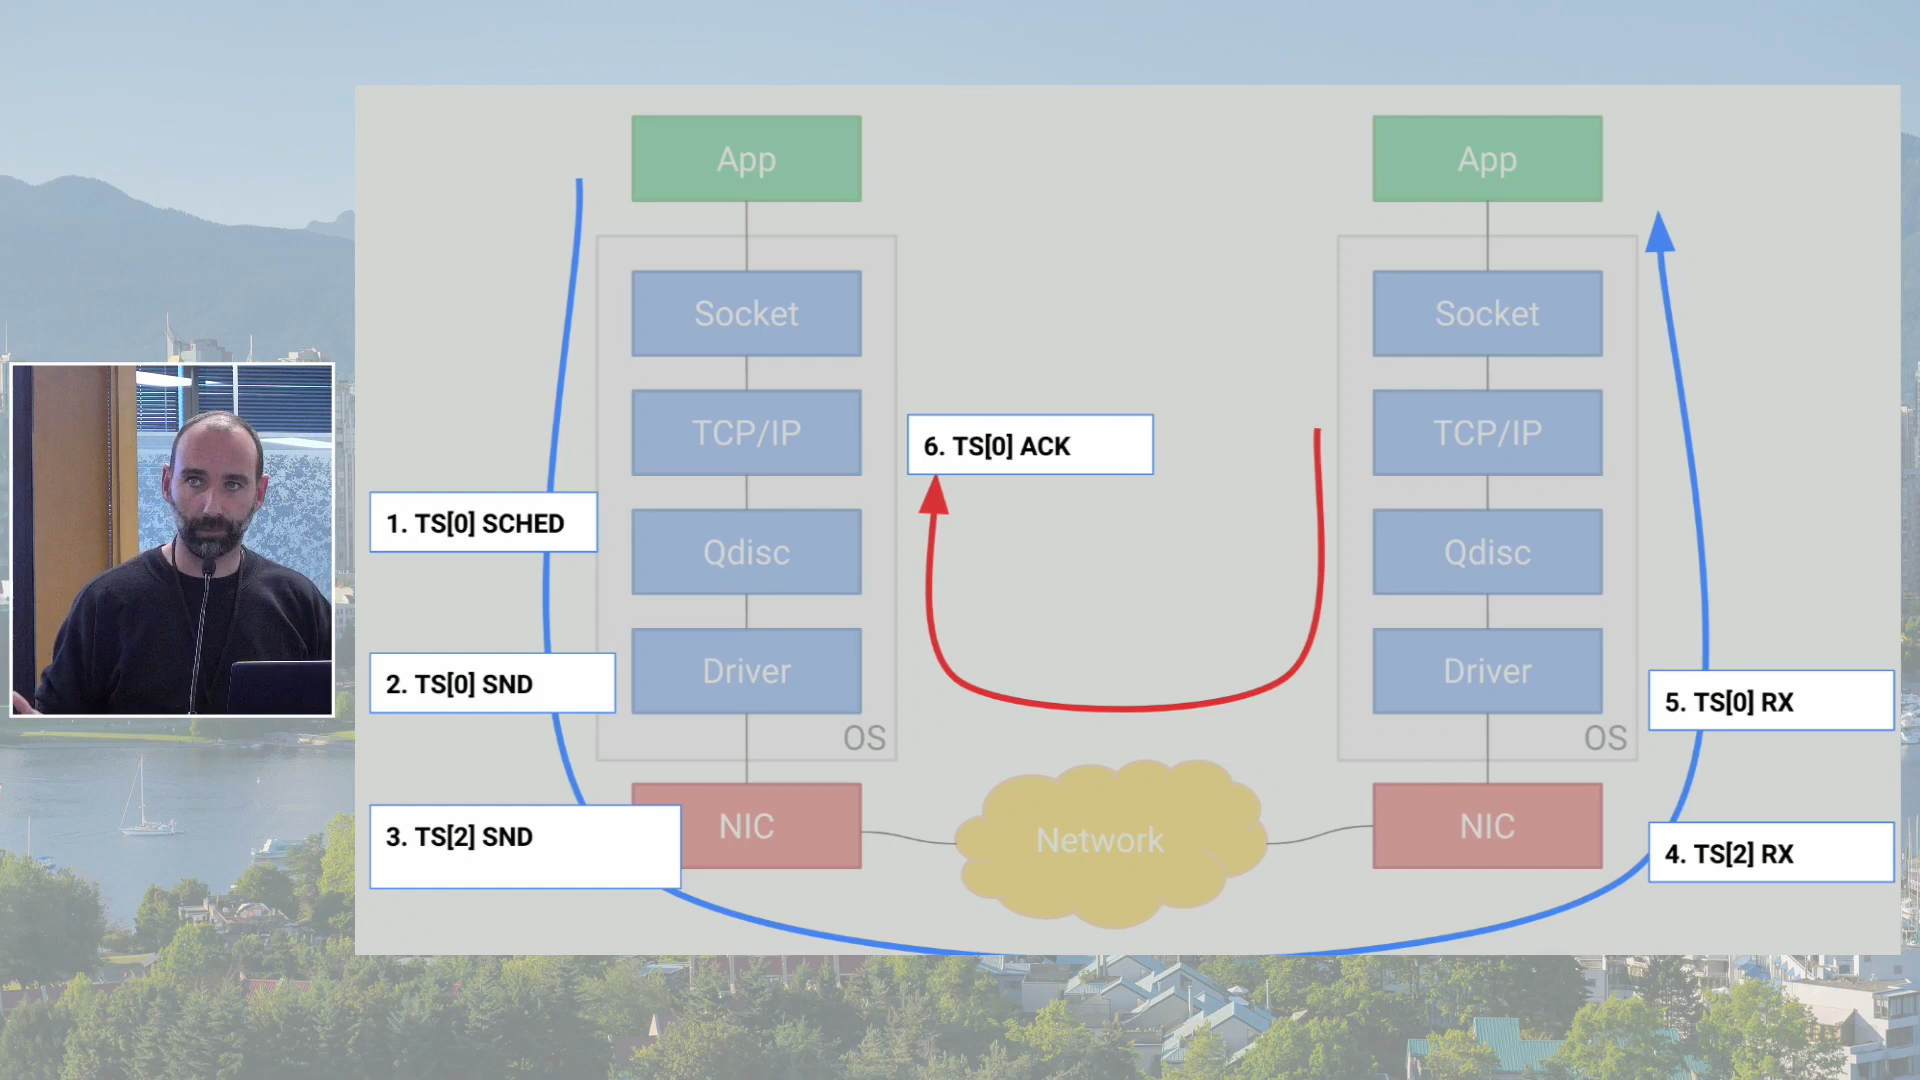 App
App
Socket
Socket
TCP/IP
TCP/IP
6. TS[0] ACK
1. TS[0] SCHED
Qdisc
Qdisc
2. TS[0] SND
Driver
Driver
5. TS[0] RX
OS
OS
3. TS[2] SND
NIC
Network
NIC
4. TS[2] RX